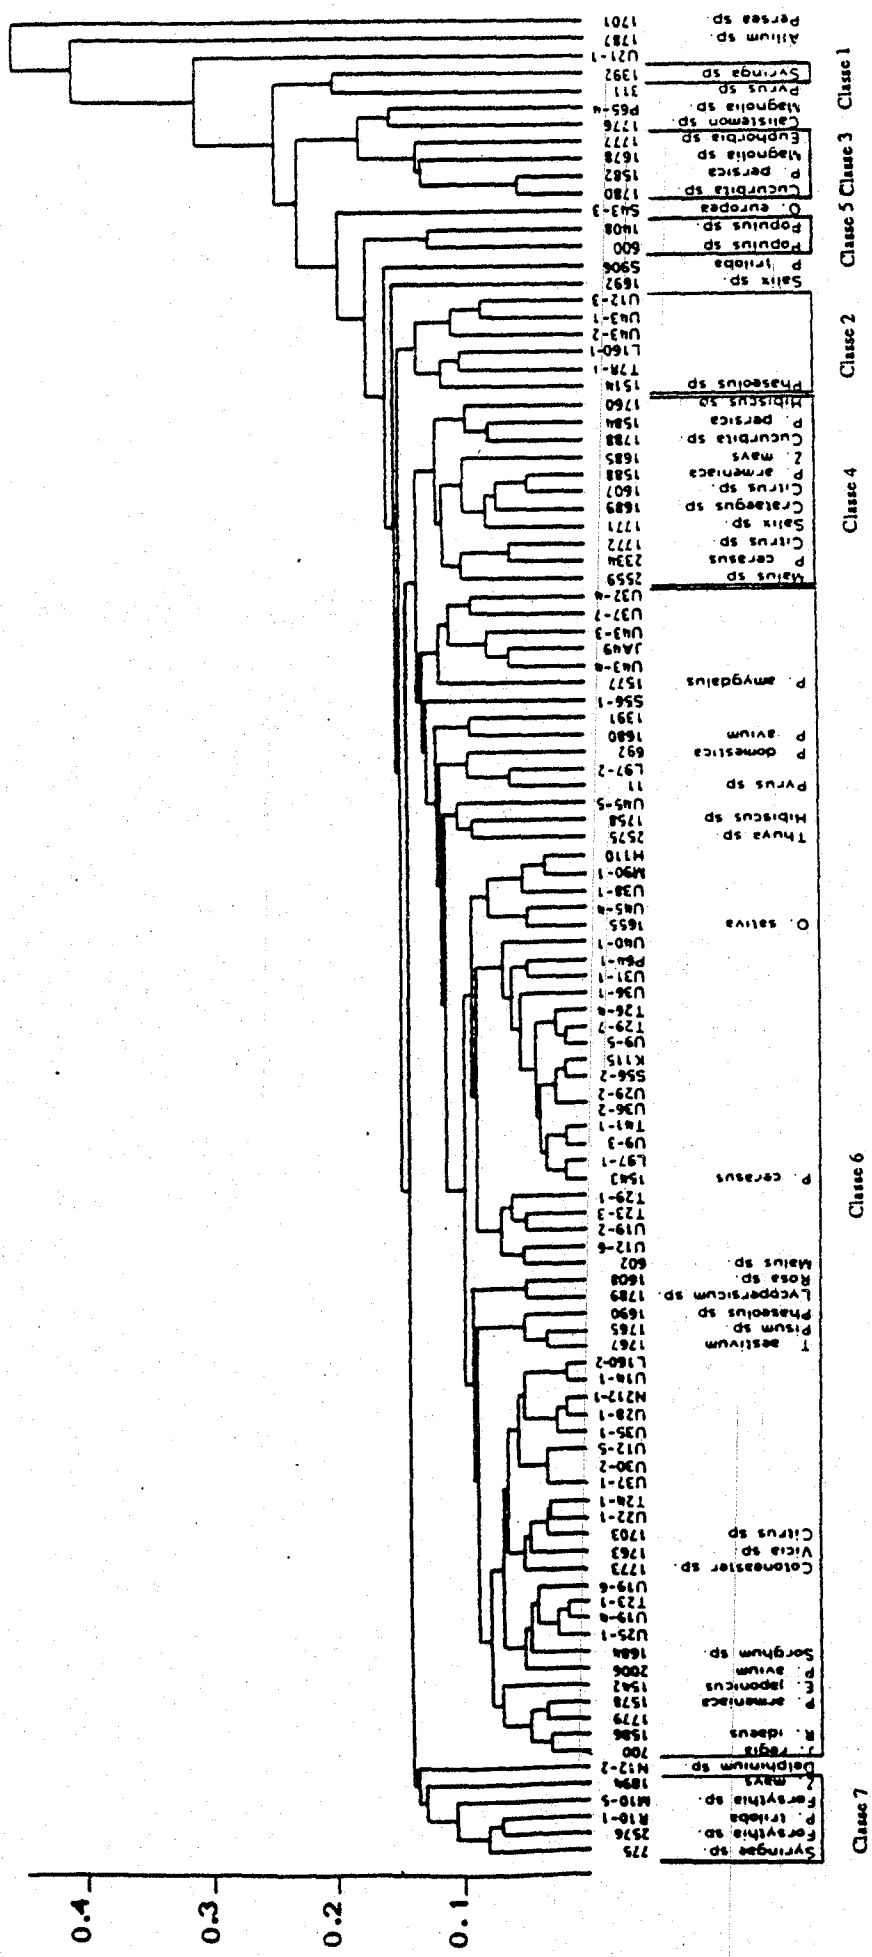 1701 Persea sp.
1787 Allium sp.
U21-1
1392 Syringa sp
311 Pyrus sp
P65-4 Magnolia sp.
1776 Calistemon sp.
1777 Euphorbia sp
1678 Magnolia sp
1582 P. persica
1780 Cucurbita sp.
S43-3 O. europea
1408 Populus sp.
600 Populus sp
S906 P. triloba
1692 Salix sp.
U12-3
U43-1
U43-2
L160-1
T78-1
1514 Phaseolus sp
1760 Hibiscus sp
1584 P. persica
1788 Cucurbita sp.
1685 Z. mays
1588 P. armeniaca
1607 Citrus sp.
1689 Crataegus sp
1771 Salix sp.
1772 Citrus sp
2334 P cerasus
2559 Malus sp
U32-4
U37-2
U43-3
JA49
U43-4
1577 P. amygdalus
S56-1
1391
1680 P avium
692 P domestica
L97-2
11 Pyrus sp
U45-5
1758 Hibiscus sp
2575 Thuya sp.
H110
M90-1
U38-1
U45-4
1655 O. sativa
U40-1
P64-1
U31-1
U36-1
T26-4
T29-7
U9-5
K115
S56-2
U29-2
U36-2
T41-1
U9-3
L97-1
1543 P. cerasus
T29-1
T23-3
U19-2
U12-6
602 Malus sp.
1608 Rosa sp.
1789 Lycopersicum sp.
1690 Phaseolus sp
1765 Pisum sp
1767 T aestivum
L160-2
U14-1
N212-1
U28-1
U35-1
U12-5
U30-2
U37-1
T24-1
U22-1
1703 Citrus sp
1763 Vicia sp
1773 Cotoneaster sp.
U19-6
T23-1
U19-4
U25-1
1684 Sorghum sp
2006 P. avium
1542 E. japonicus
1578 P. armeniaca
1779
1586 R. idaeus
700 J. regia
N12-2 Delphinium sp
1894 Z. mays
M10-5 Forsythia sp.
R10-1 P. triloba
2576 Forsythia sp
775 Syringae sp.
Classe 1
Classe 3
Classe 5
Classe 2
Classe 4
Classe 6
Classe 7
0.4
0.3
0.2
0.1